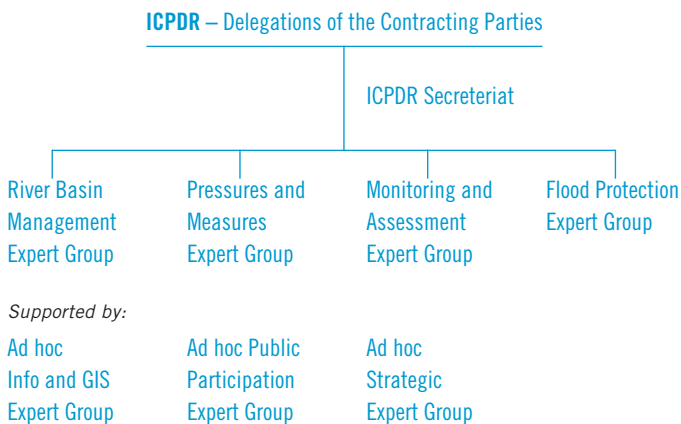 ICPDR – Delegations of the Contracting Parties
ICPDR Secreteriat
River Basin
Management
Expert Group
Pressures and
Measures
Expert Group
Monitoring and
Assessment
Expert Group
Flood Protection
Expert Group
Supported by:
Ad hoc
Info and GIS
Expert Group
Ad hoc Public
Participation
Expert Group
Ad hoc
Strategic
Expert Group